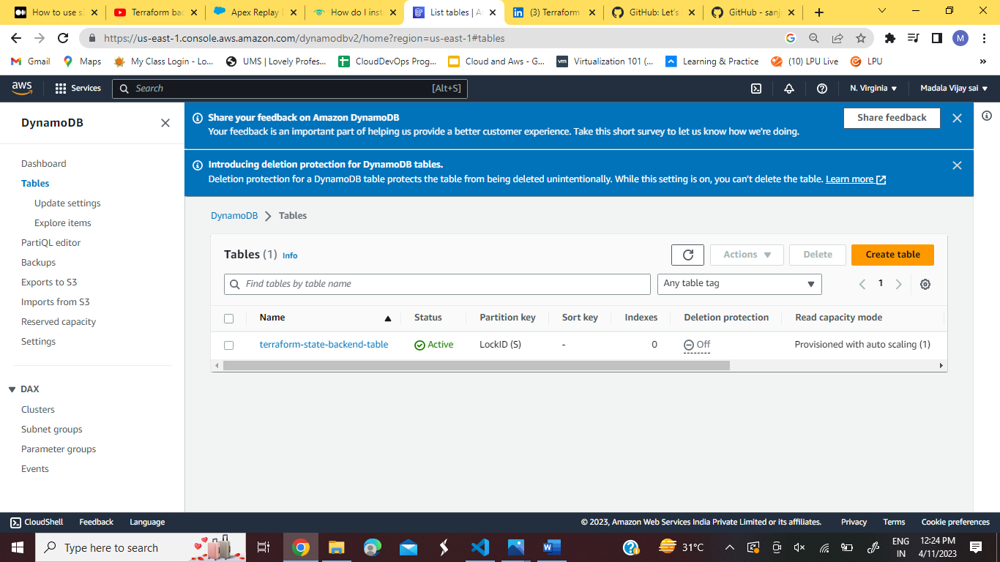 How to use s3
Terraform bac
Apex Replay D
How do I inst
List tables | A
(3) Terraform
GitHub: Let's
GitHub - sanji
https://us-east-1.console.aws.amazon.com/dynamodbv2/home?region=us-east-1#tables
M
Gmail
Maps
My Class Login - Lo...
UMS | Lovely Profes...
CloudDevOps Prog...
Cloud and Aws - G...
vm Virtualization 101 (...
Learning & Practice
(10) LPU Live
LPU
»
aws
Services
Search [Alt+S]
N. Virginia
Madala Vijay sai
DynamoDB
Dashboard
Tables
Update settings
Explore items
PartiQL editor
Backups
Exports to S3
Imports from S3
Reserved capacity
Settings
DAX
Clusters
Subnet groups
Parameter groups
Events
Share your feedback on Amazon DynamoDB
Your feedback is an important part of helping us provide a better customer experience. Take this short survey to let us know how we're doing.
Share feedback
Introducing deletion protection for DynamoDB tables.
Deletion protection for a DynamoDB table protects the table from being deleted unintentionally. While this setting is on, you can't delete the table. Learn more
DynamoDB > Tables
Tables (1) Info
Actions
Delete
Create table
Find tables by table name
Any table tag
1
Name Status Partition key Sort key Indexes Deletion protection Read capacity mode
terraform-state-backend-table Active LockID (S) - 0 Off Provisioned with auto scaling (1)
CloudShell Feedback Language
© 2023, Amazon Web Services India Private Limited or its affiliates. Privacy Terms Cookie preferences
Type here to search
31°C
ENG
IN
12:24 PM
4/11/2023